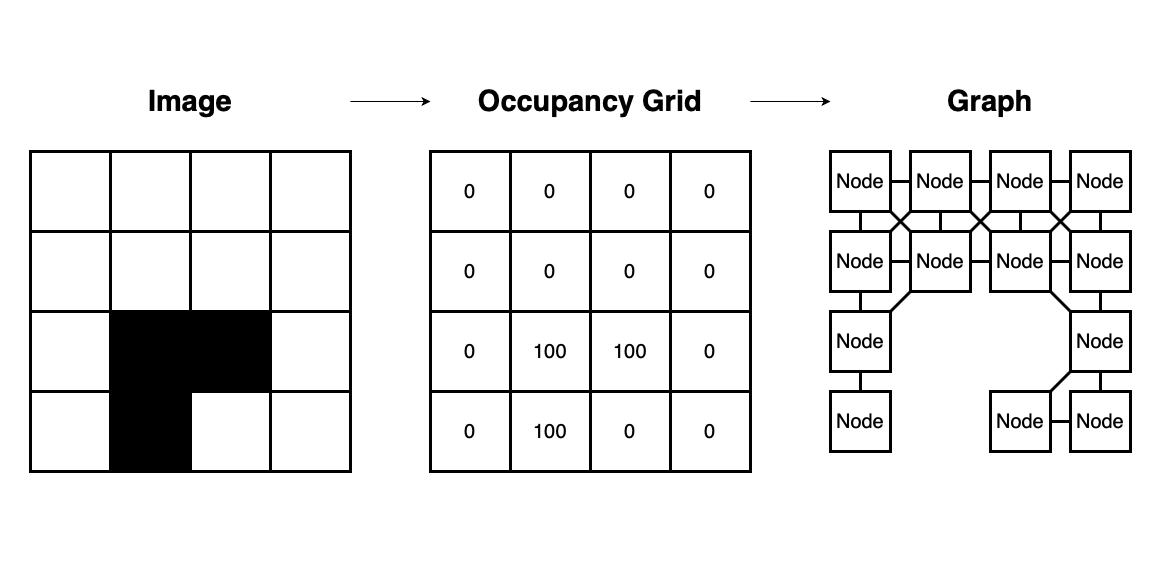 Image
Occupancy Grid
Graph
0 0 0 0
0 0 0 0
0 100 100 0
0 100 0 0
Node Node Node Node
Node Node Node Node
Node Node
Node Node Node